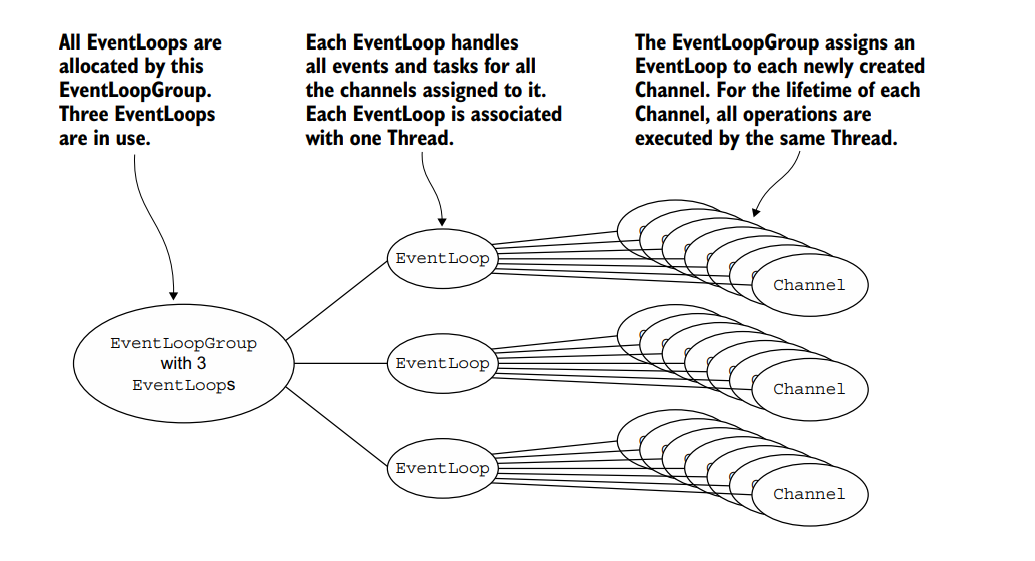 All EventLoops are
allocated by this
EventLoopGroup.
Three EventLoops
are in use.
Each EventLoop handles
all events and tasks for all
the channels assigned to it.
Each EventLoop is associated
with one Thread.
The EventLoopGroup assigns an
EventLoop to each newly created
Channel. For the lifetime of each
Channel, all operations are
executed by the same Thread.
EventLoop
Channel
EventLoopGroup
with 3
EventLoops
EventLoop
Channel
EventLoop
Channel